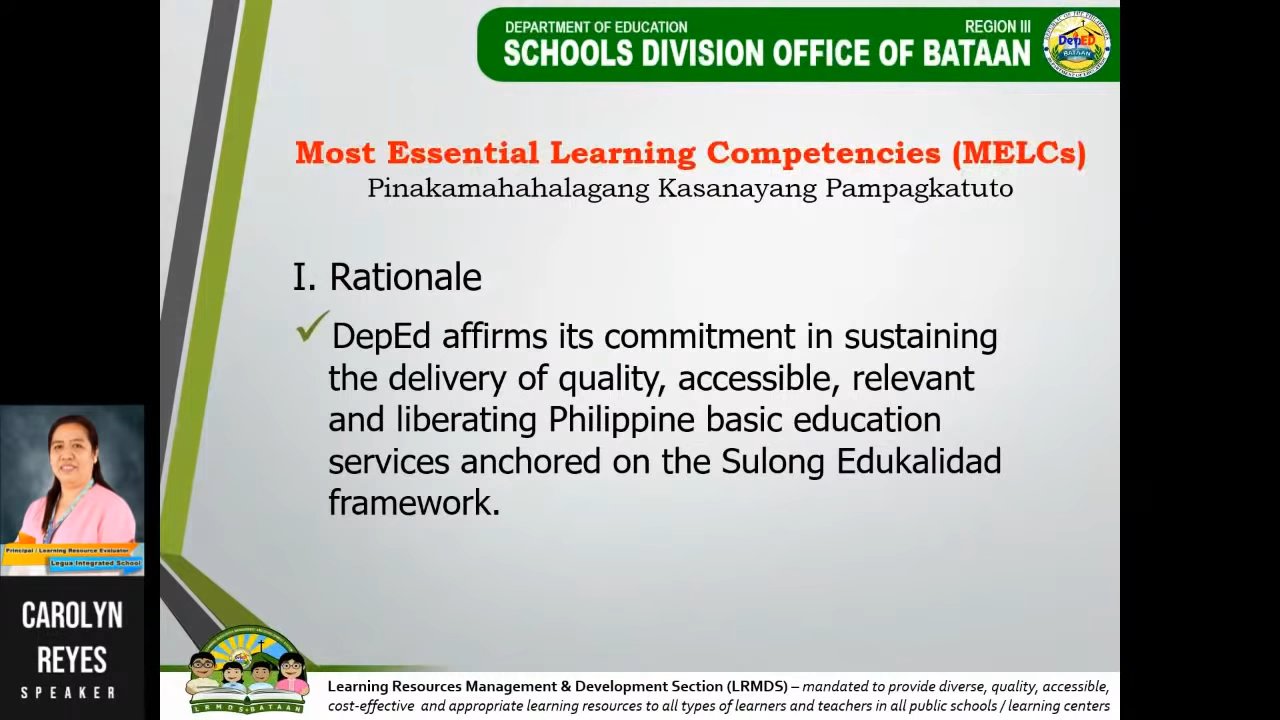 DEPARTMENT OF EDUCATION
REGION III
SCHOOLS DIVISION OFFICE OF BATAAN
Most Essential Learning Competencies (MELCs)
Pinakamahahalagang Kasanayang Pampagkatuto
I. Rationale
DepEd affirms its commitment in sustaining
the delivery of quality, accessible, relevant
and liberating Philippine basic education
services anchored on the Sulong Edukalidad
framework.
Principal / Learning Resource Evaluator
Legua Integrated School
CAROLYN
REYES
SPEAKER
LRMDS BATAAN
Learning Resources Management & Development Section (LRMDS) – mandated to provide diverse, quality, accessible,
cost-effective and appropriate learning resources to all types of learners and teachers in all public schools / learning centers
DepED
BATAAN